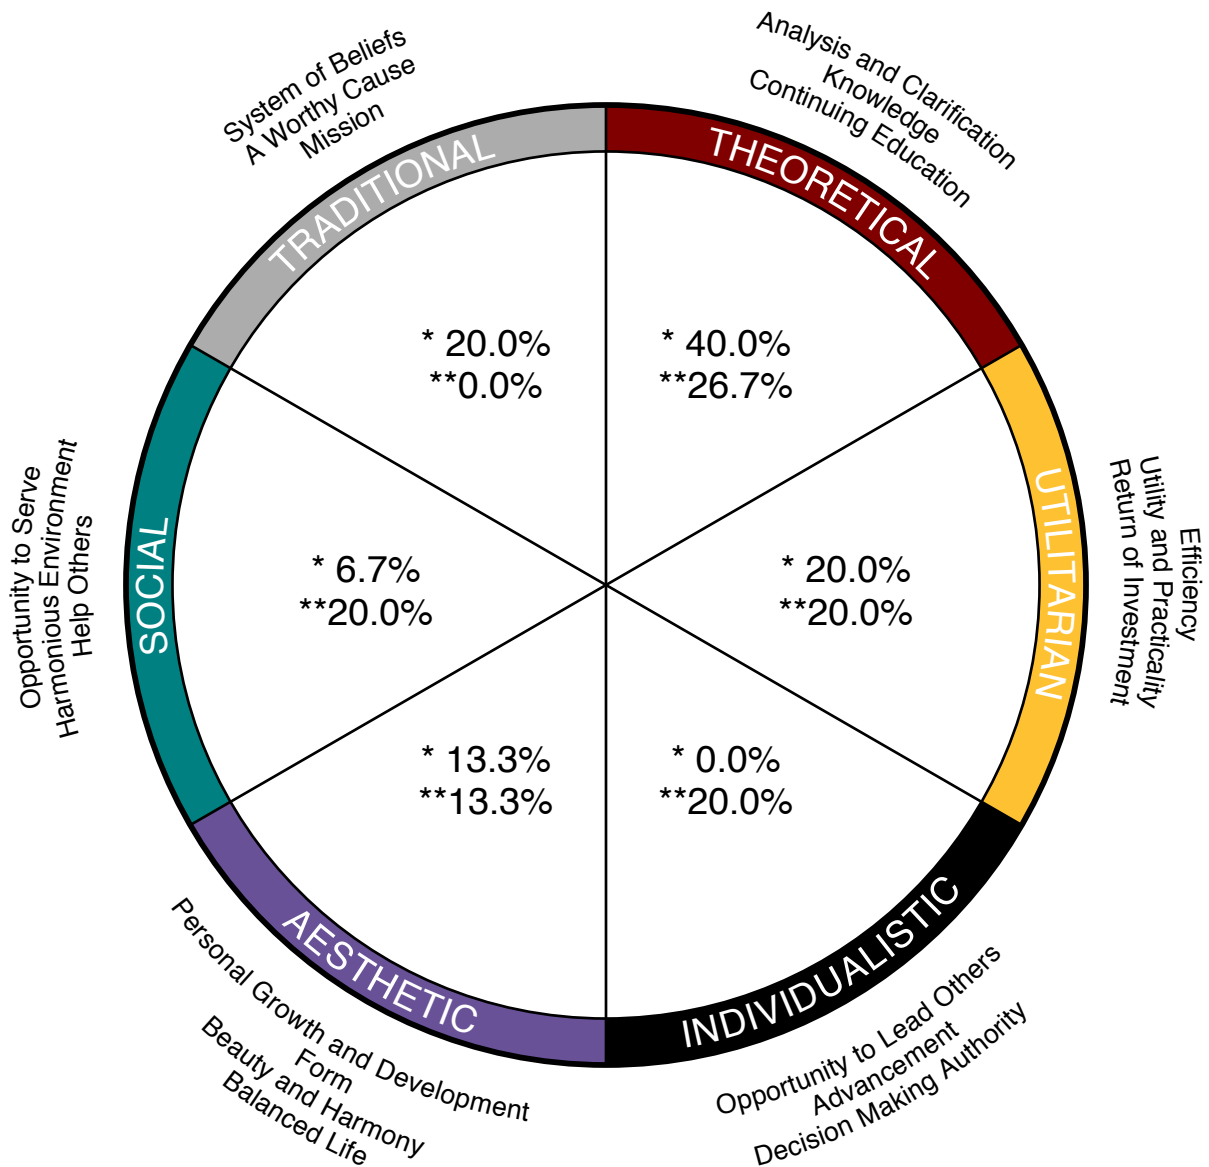 System of Beliefs
A Worthy Cause
Mission
TRADITIONAL
* 20.0%
**0.0%
Analysis and Clarification
Knowledge
Continuing Education
THEORETICAL
* 40.0%
**26.7%
Efficiency
Utility and Practicality
Return of Investment
UTILITARIAN
* 20.0%
**20.0%
INDIVIDUALISTIC
* 0.0%
**20.0%
Opportunity to Lead Others
Advancement
Decision Making Authority
AESTHETIC
* 13.3%
**13.3%
Personal Growth and Development
Form
Beauty and Harmony
Balanced Life
Opportunity to Serve
Harmonious Environment
Help Others
SOCIAL
* 6.7%
**20.0%